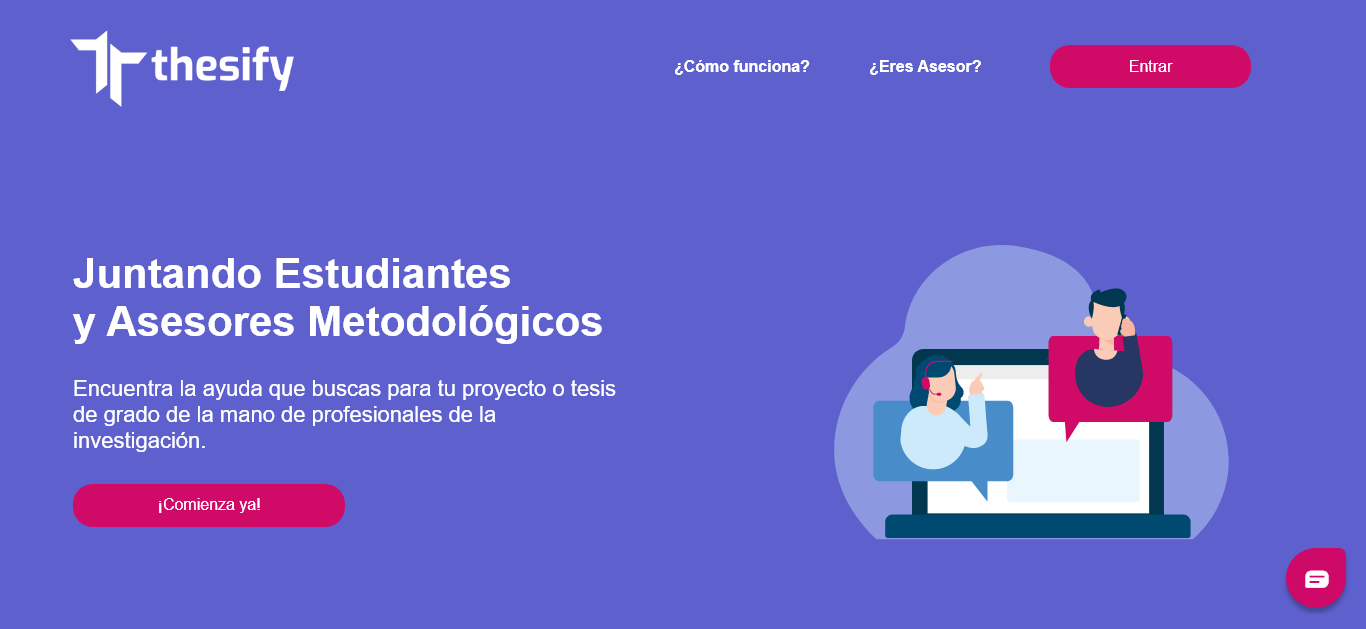 thesify
¿Cómo funciona?
¿Eres Asesor?
Entrar
Juntando Estudiantes
y Asesores Metodológicos
Encuentra la ayuda que buscas para tu proyecto o tesis
de grado de la mano de profesionales de la
investigación.
¡Comienza ya!